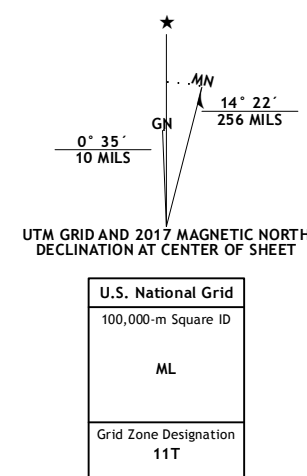 ★
MN
GN
14° 22´
256 MILS
0° 35´
10 MILS
UTM GRID AND 2017 MAGNETIC NORTH
DECLINATION AT CENTER OF SHEET
U.S. National Grid
100,000-m Square ID
ML
Grid Zone Designation
11T